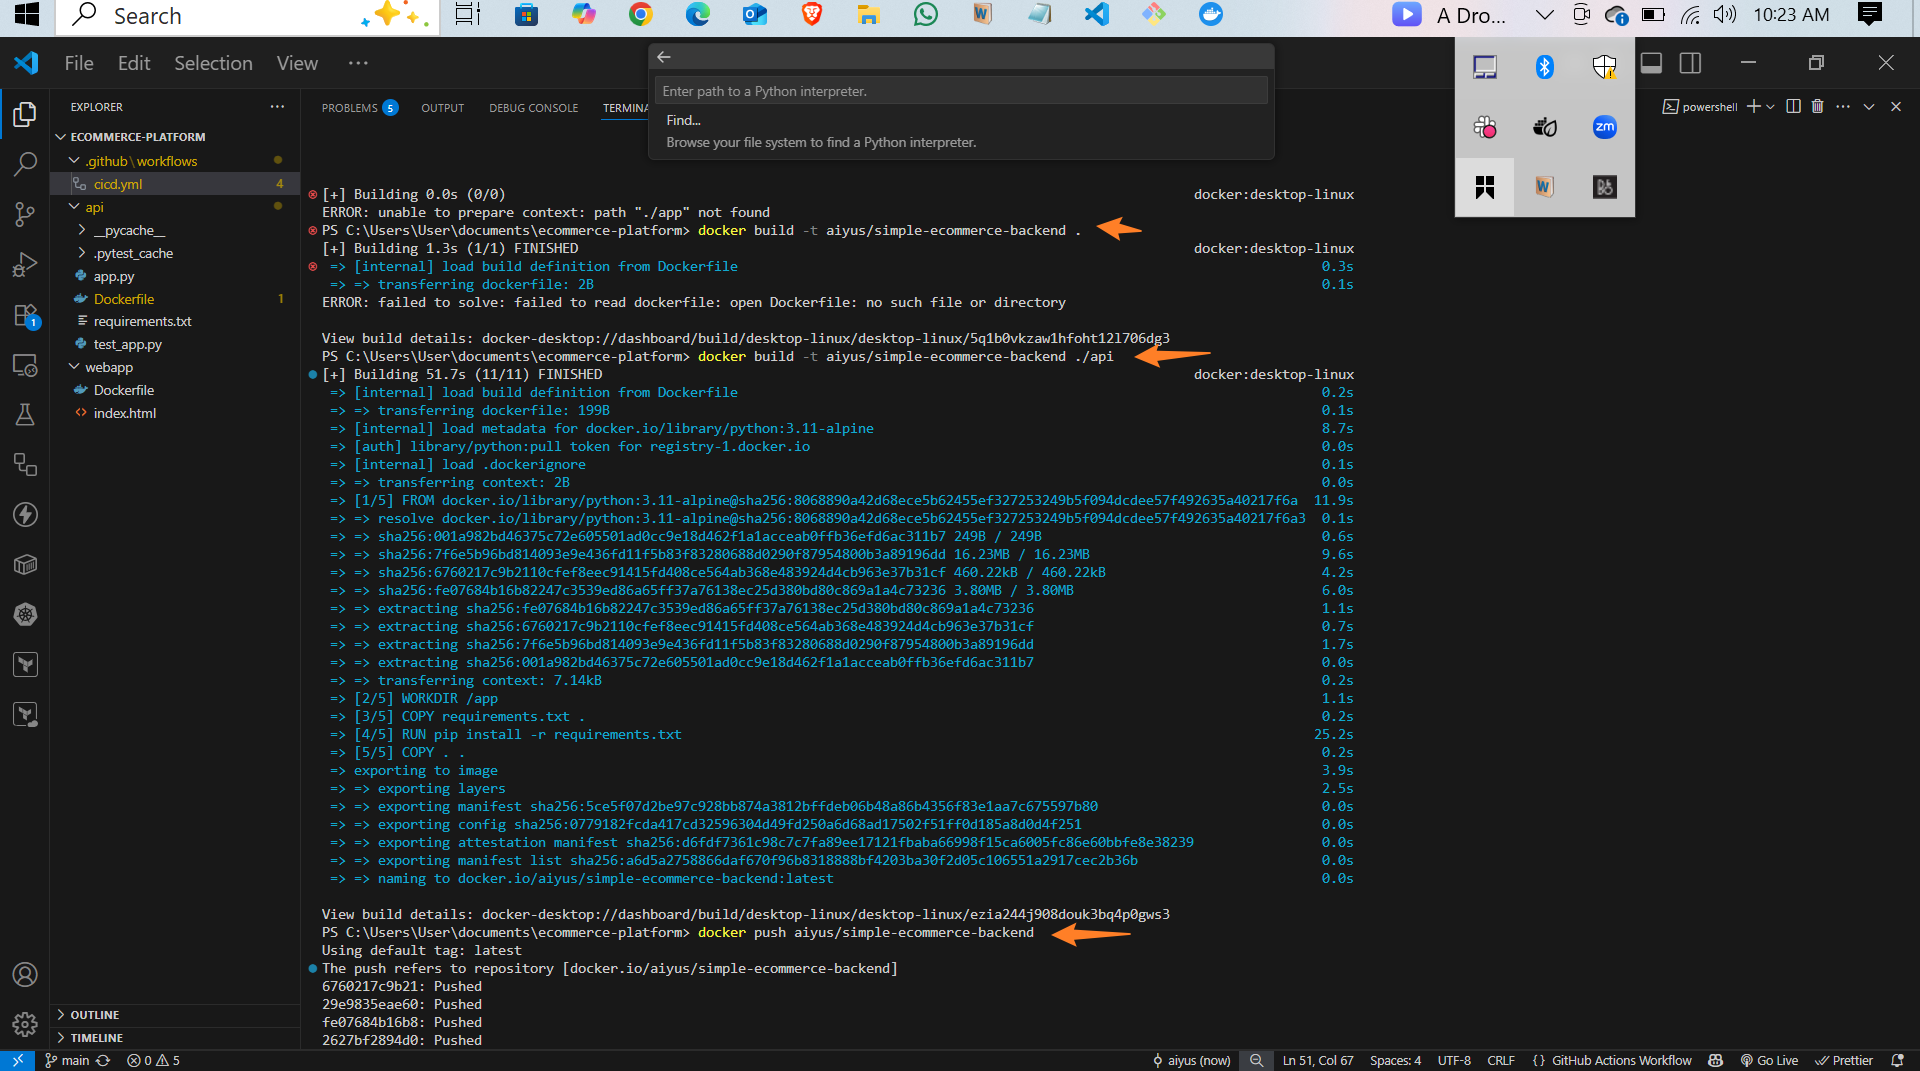 Search
A Dro...
10:23 AM
File Edit Selection View ...
Enter path to a Python interpreter.
Find...
Browse your file system to find a Python interpreter.
zm
EXPLORER
ECOMMERCE-PLATFORM
.github\workflows
cicd.yml 4
api
__pycache__
.pytest_cache
app.py
Dockerfile 1
requirements.txt
test_app.py
webapp
Dockerfile
index.html
OUTLINE
TIMELINE
1
PROBLEMS 5 OUTPUT DEBUG CONSOLE TERMINA
powershell
[+] Building 0.0s (0/0) docker:desktop-linux
ERROR: unable to prepare context: path "./app" not found
PS C:\Users\User\documents\ecommerce-platform> docker build -t aiyus/simple-ecommerce-backend .
[+] Building 1.3s (1/1) FINISHED docker:desktop-linux
=> [internal] load build definition from Dockerfile 0.3s
=> => transferring dockerfile: 2B 0.1s
ERROR: failed to solve: failed to read dockerfile: open Dockerfile: no such file or directory
View build details: docker-desktop://dashboard/build/desktop-linux/desktop-linux/5q1b0vkzaw1hfoht12l706dg3
PS C:\Users\User\documents\ecommerce-platform> docker build -t aiyus/simple-ecommerce-backend ./api
[+] Building 51.7s (11/11) FINISHED docker:desktop-linux
=> [internal] load build definition from Dockerfile 0.2s
=> => transferring dockerfile: 199B 0.1s
=> [internal] load metadata for docker.io/library/python:3.11-alpine 8.7s
=> [auth] library/python:pull token for registry-1.docker.io 0.0s
=> [internal] load .dockerignore 0.1s
=> => transferring context: 2B 0.0s
=> [1/5] FROM docker.io/library/python:3.11-alpine@sha256:8068890a42d68ece5b62455ef327253249b5f094dcdee57f492635a40217f6a 11.9s
=> => resolve docker.io/library/python:3.11-alpine@sha256:8068890a42d68ece5b62455ef327253249b5f094dcdee57f492635a40217f6a3 0.1s
=> => sha256:001a982bd46375c72e605501ad0cc9e18d462f1a1acceab0ffb36efd6ac311b7 249B / 249B 0.6s
=> => sha256:7f6e5b96bd814093e9e436fd11f5b83f83280688d0290f87954800b3a89196dd 16.23MB / 16.23MB 9.6s
=> => sha256:6760217c9b2110cfef8eec91415fd408ce564ab368e483924d4cb963e37b31cf 460.22kB / 460.22kB 4.2s
=> => sha256:fe07684b16b82247c3539ed86a65ff37a76138ec25d380bd80c869a1a4c73236 3.80MB / 3.80MB 6.0s
=> => extracting sha256:fe07684b16b82247c3539ed86a65ff37a76138ec25d380bd80c869a1a4c73236 1.1s
=> => extracting sha256:6760217c9b2110cfef8eec91415fd408ce564ab368e483924d4cb963e37b31cf 0.7s
=> => extracting sha256:7f6e5b96bd814093e9e436fd11f5b83f83280688d0290f87954800b3a89196dd 1.7s
=> => extracting sha256:001a982bd46375c72e605501ad0cc9e18d462f1a1acceab0ffb36efd6ac311b7 0.0s
=> => transferring context: 7.14kB 0.2s
=> [2/5] WORKDIR /app 1.1s
=> [3/5] COPY requirements.txt . 0.2s
=> [4/5] RUN pip install -r requirements.txt 25.2s
=> [5/5] COPY . . 0.2s
=> exporting to image 3.9s
=> => exporting layers 2.5s
=> => exporting manifest sha256:5ce5f07d2be97c928bb874a3812bffdeb06b48a86b4356f83e1aa7c675597b80 0.0s
=> => exporting config sha256:0779182fcda417cd32596304d49fd250a6d68ad17502f51ff0d185a8d0d4f251 0.0s
=> => exporting attestation manifest sha256:d6fdf7361c98c7c7fa89ee17121fbaba66998f15ca6005fc86e60bbfe8e38239 0.0s
=> => exporting manifest list sha256:a6d5a2758866daf670f96b8318888bf4203ba30f2d05c106551a2917cec2b36b 0.0s
=> => naming to docker.io/aiyus/simple-ecommerce-backend:latest 0.0s
View build details: docker-desktop://dashboard/build/desktop-linux/desktop-linux/ezia244j908douk3bq4p0gws3
PS C:\Users\User\documents\ecommerce-platform> docker push aiyus/simple-ecommerce-backend
Using default tag: latest
The push refers to repository [docker.io/aiyus/simple-ecommerce-backend]
6760217c9b21: Pushed
29e9835eae60: Pushed
fe07684b16b8: Pushed
2627bf2894d0: Pushed
main 0 5 aiyus (now) Ln 51, Col 67 Spaces: 4 UTF-8 CRLF {} GitHub Actions Workflow Go Live Prettier